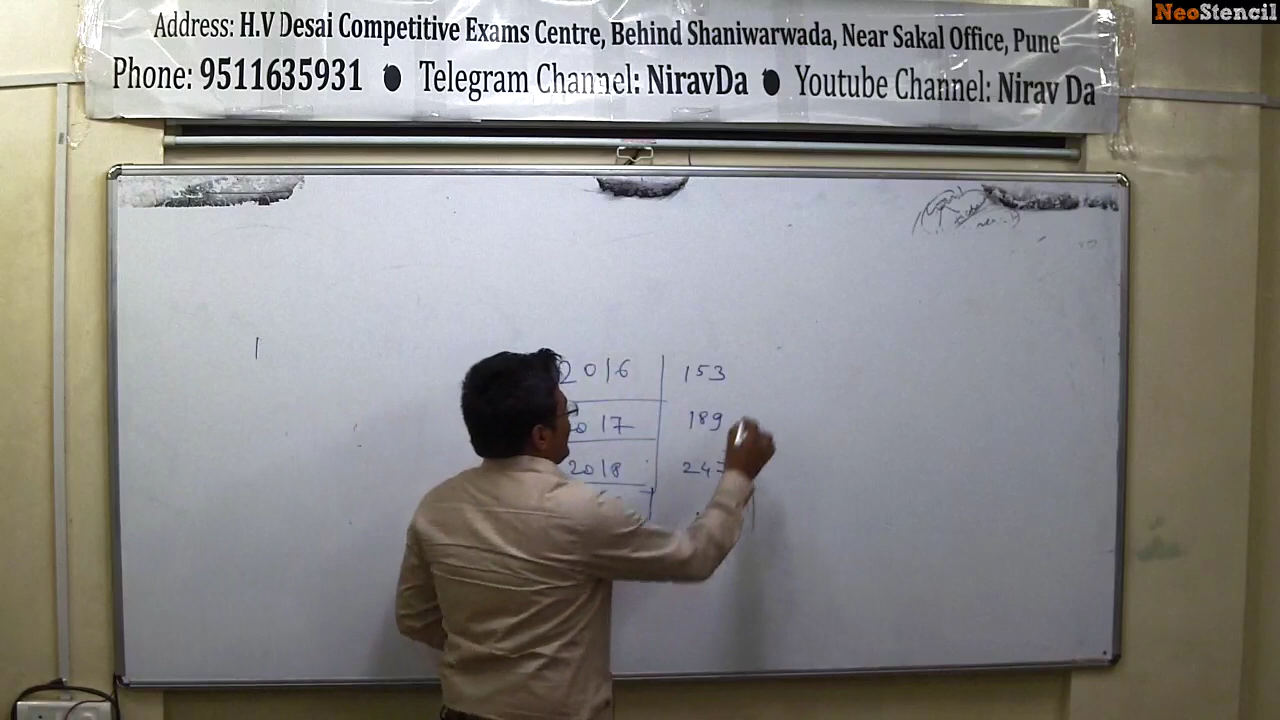 NeoStencil
Address: H.V Desai Competitive Exams Centre, Behind Shaniwarwada, Near Sakal Office, Pune
Phone: 9511635931 ● Telegram Channel: NiravDa ● Youtube Channel: Nirav Da
2016 153
2017 189
2018